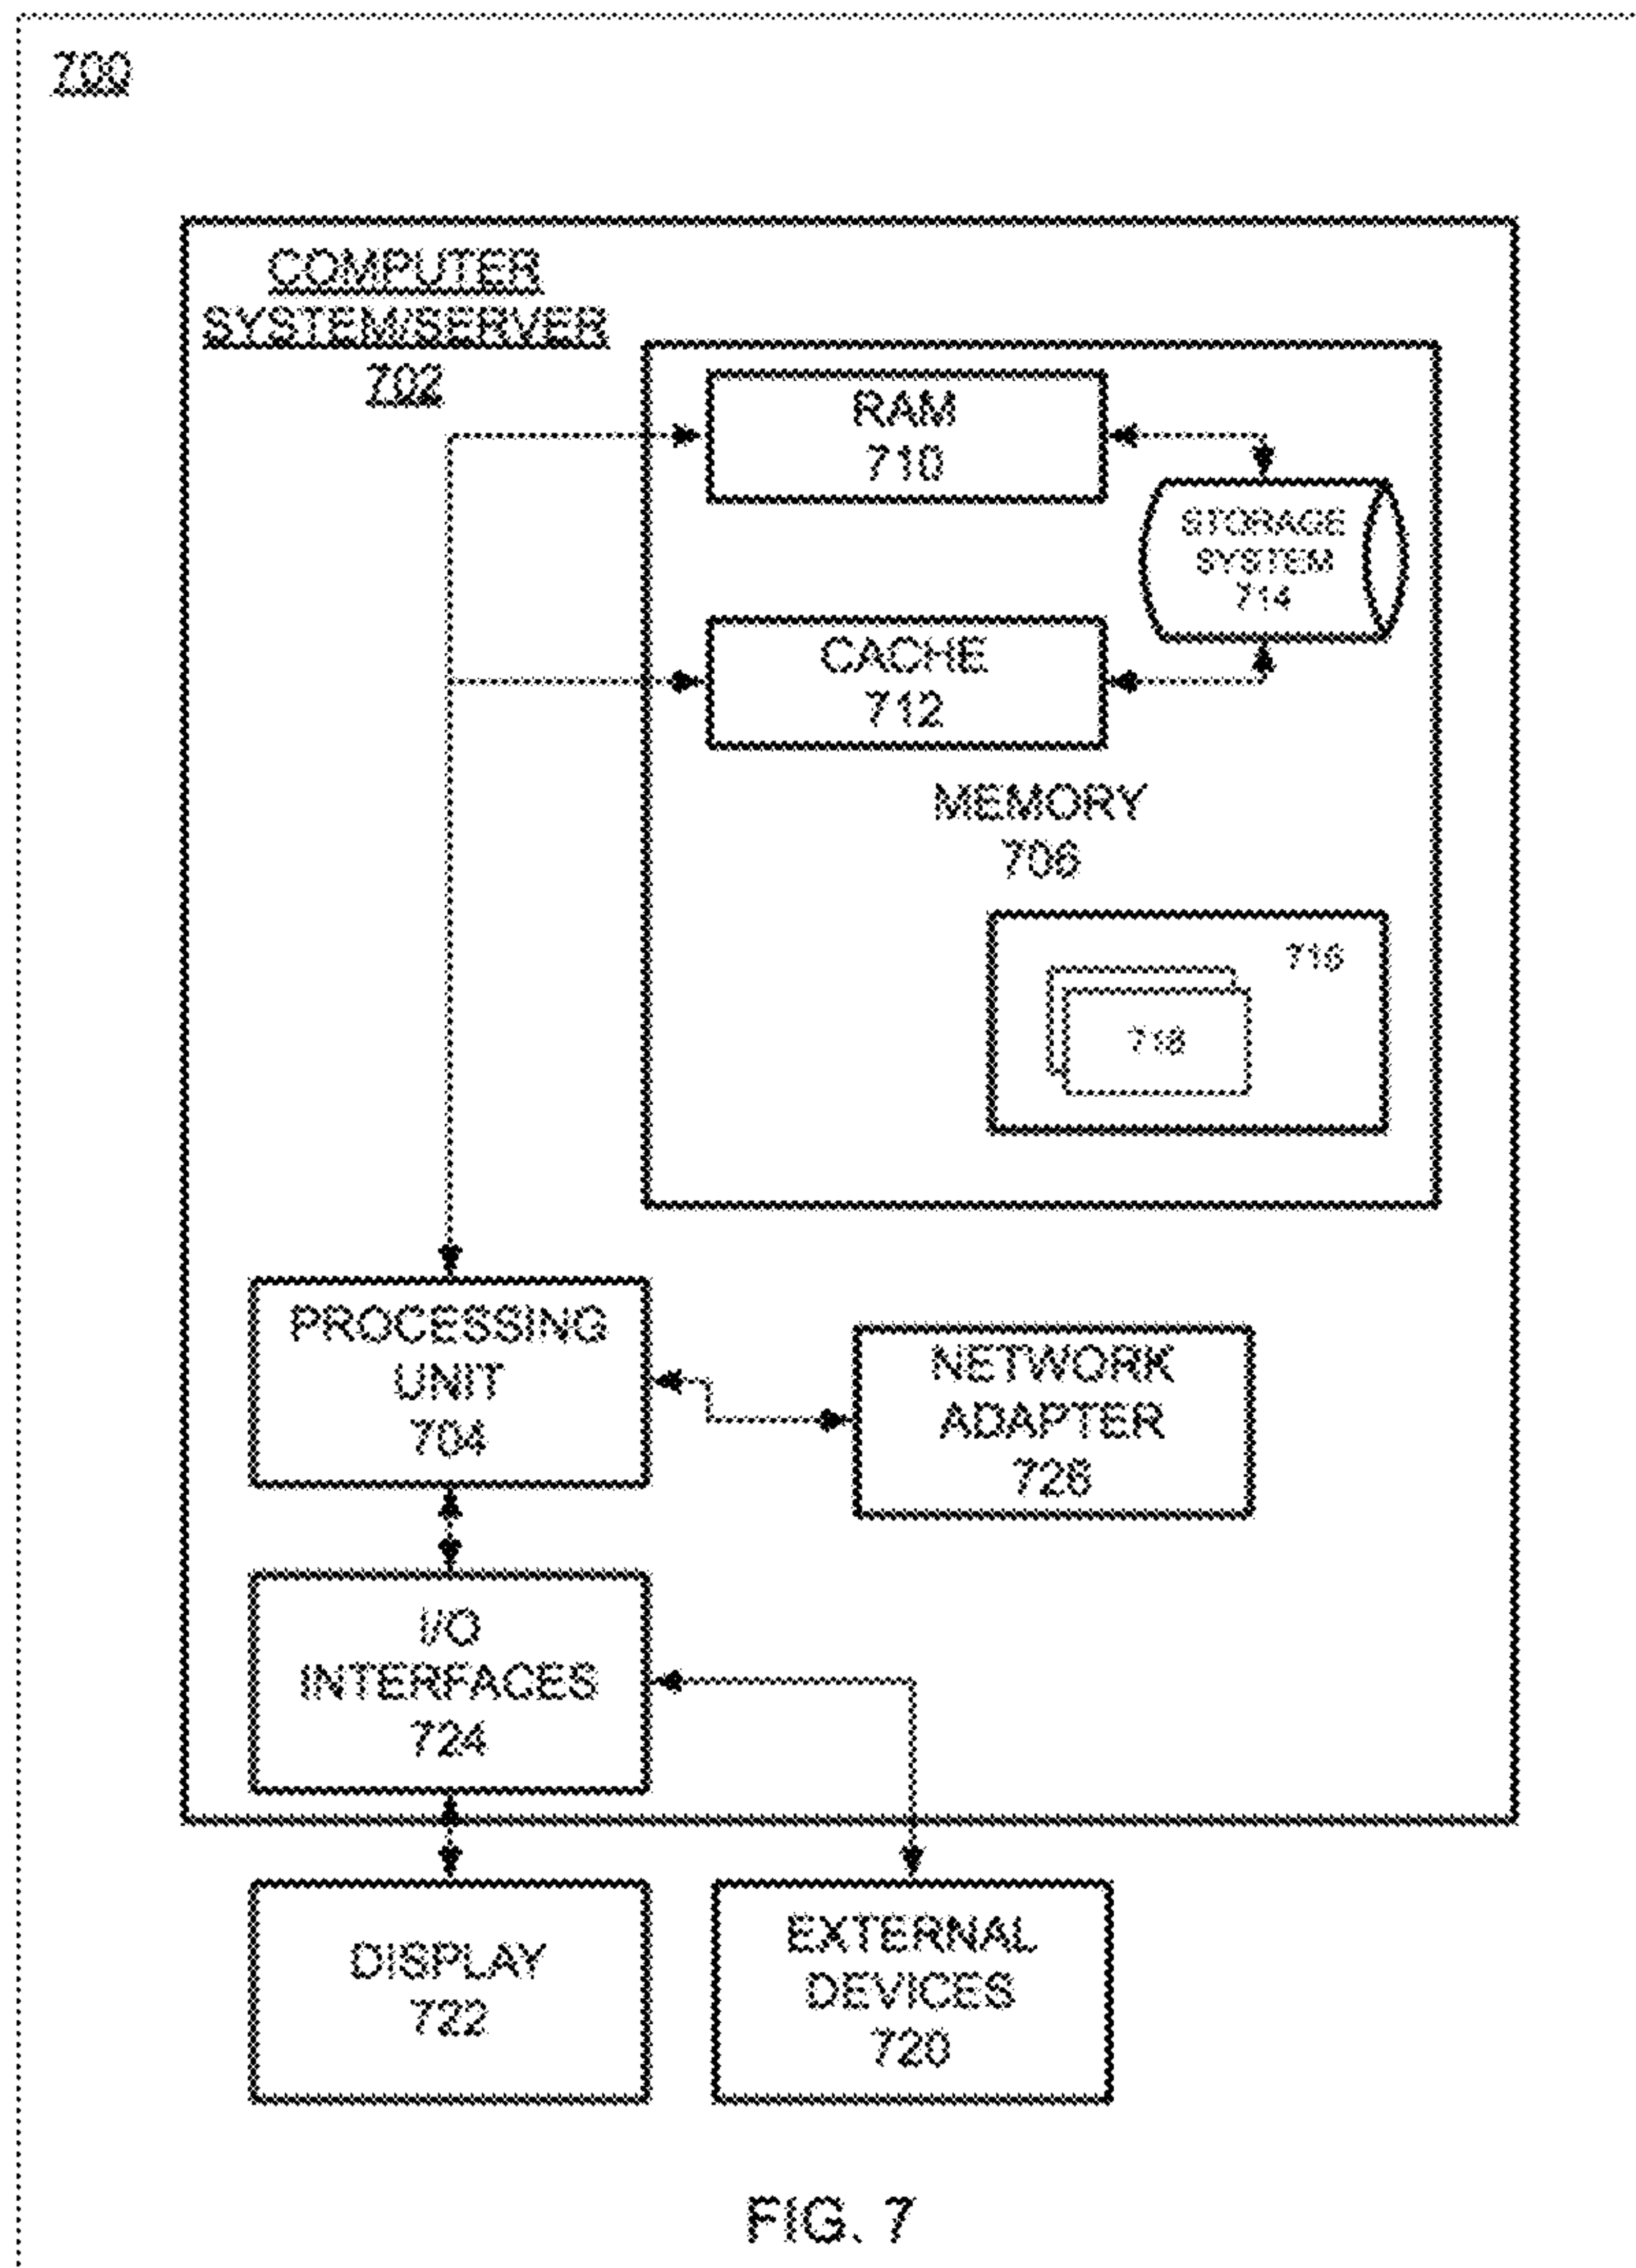 700
COMPUTER
SYSTEM/SERVER
702
RAM
710
STORAGE
SYSTEM
714
CACHE
712
MEMORY
706
716
718
PROCESSING
UNIT
704
NETWORK
ADAPTER
726
I/O
INTERFACES
724
DISPLAY
722
EXTERNAL
DEVICES
720
FIG. 7